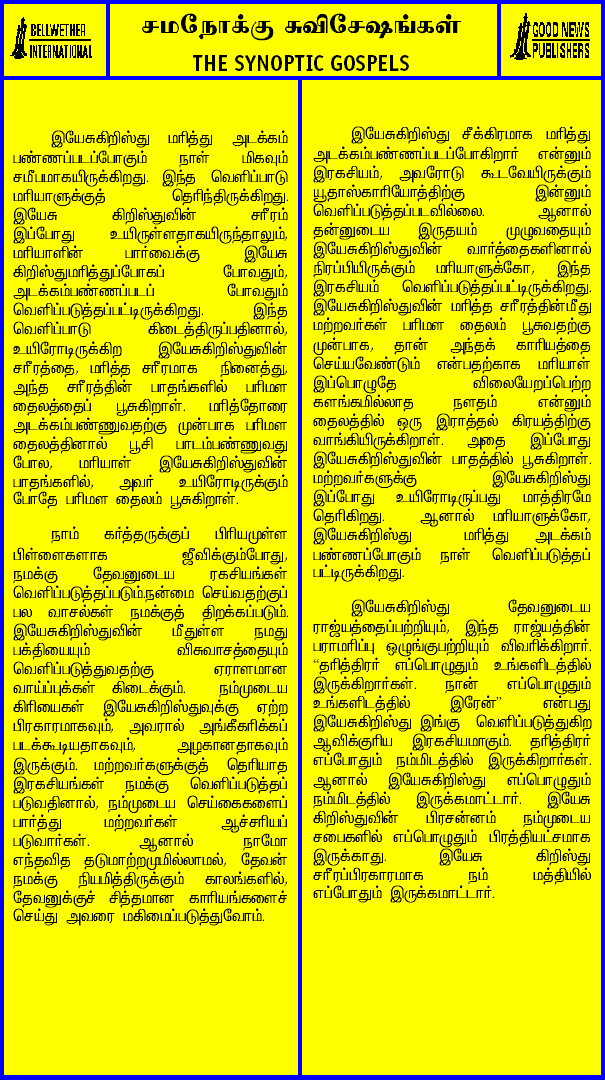 BELLWETHER
INTERNATIONAL
சமநோக்கு சுவிசேஷங்கள்
THE SYNOPTIC GOSPELS
GOOD NEWS
PUBLISHERS
இயேசுகிறிஸ்து மரித்து அடக்கம்
பண்ணப்படப்போகும் நாள் மிகவும்
சமீபமாகயிருக்கிறது. இந்த வெளிப்பாடு
மரியாளுக்குத் தெரிந்திருக்கிறது.
இயேசு கிறிஸ்துவின் சரீரம்
இப்போது உயிருள்ளதாகயிருந்தாலும்,
மரியாளின் பார்வைக்கு இயேசு
கிறிஸ்துமரித்துப்போகப் போவதும்,
அடக்கம்பண்ணப்படப் போவதும்
வெளிப்படுத்தப்பட்டிருக்கிறது. இந்த
வெளிப்பாடு கிடைத்திருப்பதினால்,
உயிரோடிருக்கிற இயேசுகிறிஸ்துவின்
சரீரத்தை, மரித்த சரீரமாக நினைத்து,
அந்த சரீரத்தின் பாதங்களில் பரிமள
தைலத்தைப் பூசுகிறாள். மரித்தோரை
அடக்கம்பண்ணுவதற்கு முன்பாக பரிமள
தைலத்தினால் பூசி பாடம்பண்ணுவது
போல, மரியாள் இயேசுகிறிஸ்துவின்
பாதங்களில், அவர் உயிரோடிருக்கும்
போதே பரிமள தைலம் பூசுகிறாள்.
நாம் கர்த்தருக்குப் பிரியமுள்ள
பிள்ளைகளாக ஜீவிக்கும்போது,
நமக்கு தேவனுடைய ரகசியங்கள்
வெளிப்படுத்தப்படும்.நன்மை செய்வதற்குப்
பல வாசல்கள் நமக்குத் திறக்கப்படும்.
இயேசுகிறிஸ்துவின் மீதுள்ள நமது
பக்தியையும் விசுவாசத்தையும்
வெளிப்படுத்துவதற்கு ஏராளமான
வாய்ப்புக்கள் கிடைக்கும். நம்முடைய
கிரியைகள் இயேசுகிறிஸ்துவுக்கு ஏற்ற
பிரகாரமாகவும், அவரால் அங்கீகரிக்கப்
படக்கூடியதாகவும், அழகானதாகவும்
இருக்கும். மற்றவர்களுக்குத் தெரியாத
இரகசியங்கள் நமக்கு வெளிப்படுத்தப்
படுவதினால், நம்முடைய செய்கைகளைப்
பார்த்து மற்றவர்கள் ஆச்சரியப்
படுவார்கள். ஆனால் நாமோ
எந்தவித தடுமாற்றமுமில்லாமல், தேவன்
நமக்கு நியமித்திருக்கும் காலங்களில்,
தேவனுக்குச் சித்தமான காரியங்களைச்
செய்து அவரை மகிமைப்படுத்துவோம்.
இயேசுகிறிஸ்து சீக்கிரமாக மரித்து
அடக்கம்பண்ணப்படப்போகிறார் என்னும்
இரகசியம், அவரோடு கூடவேயிருக்கும்
யூதாஸ்காரியோத்திற்கு இன்னும்
வெளிப்படுத்தப்படவில்லை. ஆனால்
தன்னுடைய இருதயம் முழுவதையும்
இயேசுகிறிஸ்துவின் வார்த்தைகளினால்
நிரப்பியிருக்கும் மரியாளுக்கோ, இந்த
இரகசியம் வெளிப்படுத்தப்பட்டிருக்கிறது.
இயேசுகிறிஸ்துவின் மரித்த சரீரத்தின்மீது
மற்றவர்கள் பரிமள தைலம் பூசுவதற்கு
முன்பாக, தான் அந்தக் காரியத்தை
செய்யவேண்டும் என்பதற்காக மரியாள்
இப்பொழுதே விலையேறப்பெற்ற
களங்கமில்லாத நளதம் என்னும்
தைலத்தில் ஒரு இராத்தல் கிரயத்திற்கு
வாங்கியிருக்கிறாள். அதை இப்போது
இயேசுகிறிஸ்துவின் பாதத்தில் பூசுகிறாள்.
மற்றவர்களுக்கு இயேசுகிறிஸ்து
இப்போது உயிரோடிருப்பது மாத்திரமே
தெரிகிறது. ஆனால் மரியாளுக்கோ,
இயேசுகிறிஸ்து மரித்து அடக்கம்
பண்ணப்போகும் நாள் வெளிப்படுத்தப்
பட்டிருக்கிறது.
இயேசுகிறிஸ்து தேவனுடைய
ராஜ்யத்தைப்பற்றியும், இந்த ராஜ்யத்தின்
பராமரிப்பு ஒழுங்குபற்றியும் விவரிக்கிறார்.
“தரித்திரர் எப்பொழுதும் உங்களிடத்தில்
இருக்கிறார்கள். நான் எப்பொழுதும்
உங்களிடத்தில் இரேன்” என்பது
இயேசுகிறிஸ்து இங்கு வெளிப்படுத்துகிற
ஆவிக்குரிய இரகசியமாகும். தரித்திரர்
எப்போதும் நம்மிடத்தில் இருக்கிறார்கள்.
ஆனால் இயேசுகிறிஸ்து எப்பொழுதும்
நம்மிடத்தில் இருக்கமாட்டார். இயேசு
கிறிஸ்துவின் பிரசன்னம் நம்முடைய
சபைகளில் எப்பொழுதும் பிரத்தியட்சமாக
இருக்காது. இயேசு கிறிஸ்து
சரீரப்பிரகாரமாக நம் மத்தியில்
எப்போதும் இருக்கமாட்டார்.